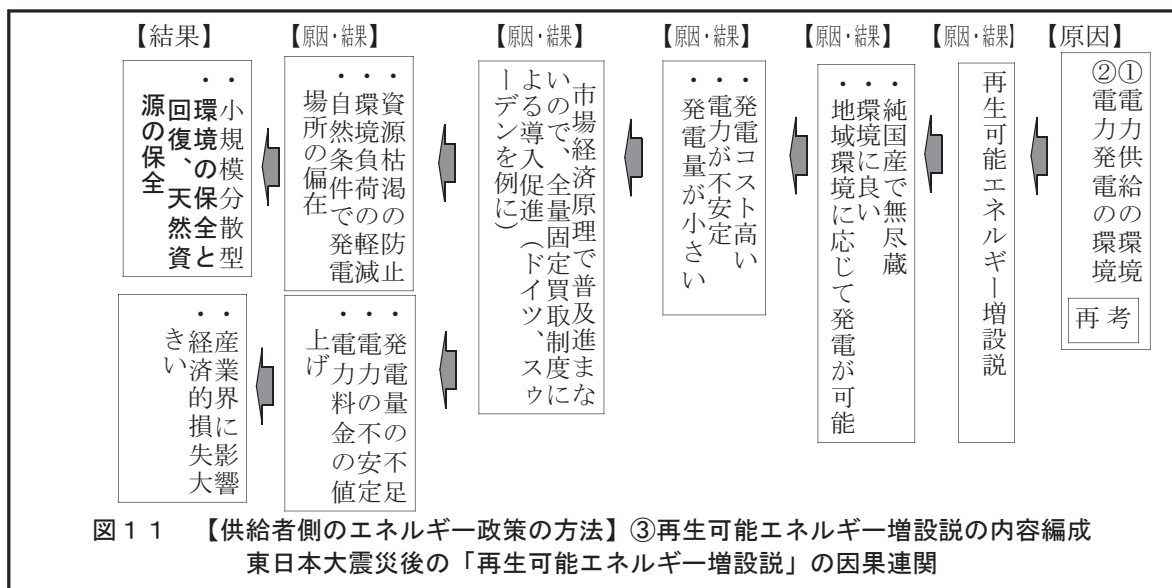 【原因】
①電力供給の環境
②電力発電の環境
再考
【原因・結果】
再生可能エネルギー増設説
【原因・結果】
・純国産で無尽蔵
・環境に良い
・地域環境に応じて発電が可能
【原因・結果】
・発電コスト高い
・電力が不安定
・発電量が小さい
【原因・結果】
市場経済原理で普及進まな
いので、全量固定買取制度に
よる導入促進（ドイツ、スウ
ェーデンを例に）
【原因・結果】
・資源枯渇の防止
・環境負荷の軽減
・自然条件で発電
場所の偏在
・発電量の不足
・電力の不安定
・電力料金の値
上げ
【結果】
・小規模分散型
・環境の保全と
回復、天然資
源の保全
・産業界に影響
・経済的損失大
きい
図１１　【供給者側のエネルギー政策の方法】③再生可能エネルギー増設説の内容編成
東日本大震災後の「再生可能エネルギー増設説」の因果連関